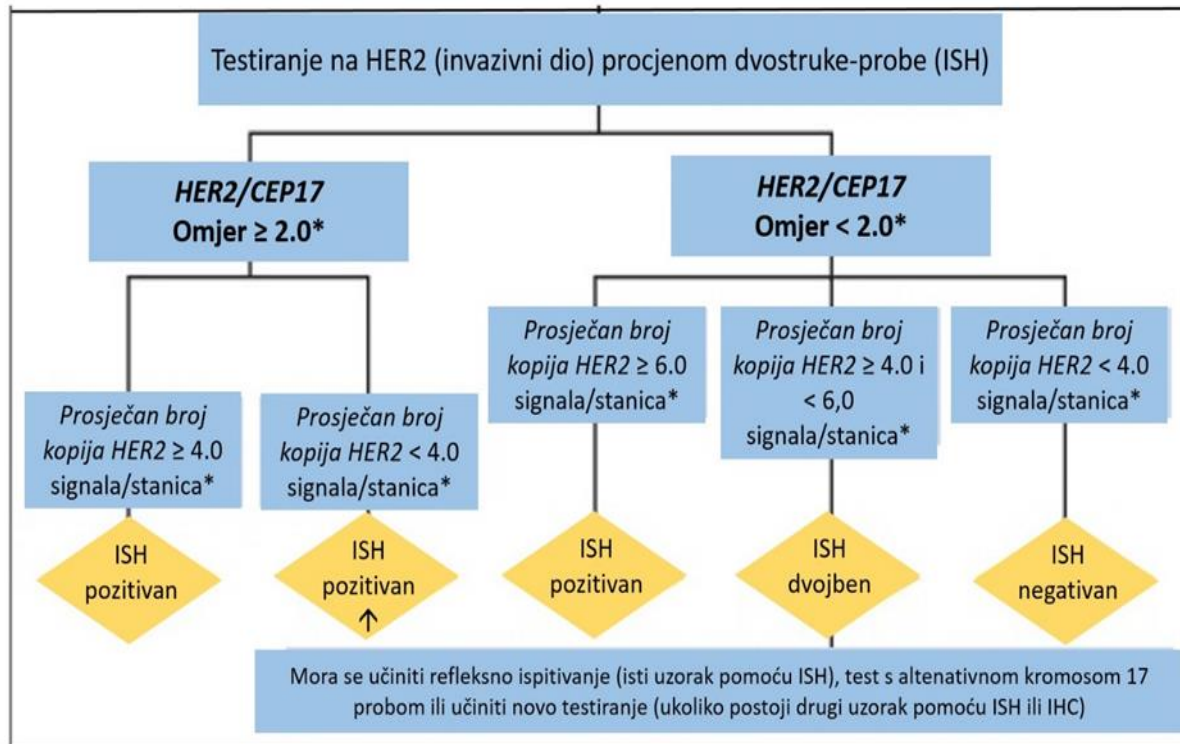 Testiranje na HER2 (invazivni dio) procjenom dvostruke-probe (ISH)
HER2/CEP17
Omjer ≥ 2.0*
HER2/CEP17
Omjer < 2.0*
Prosječan broj
kopija HER2 ≥ 4.0
signala/stanica*
Prosječan broj
kopija HER2 < 4.0
signala/stanica*
Prosječan broj
kopija HER2 ≥ 6.0
signala/stanica*
Prosječan broj
kopija HER2 ≥ 4.0 i
< 6,0
signala/stanica*
Prosječan broj
kopija HER2 < 4.0
signala/stanica*
ISH
pozitivan
ISH
pozitivan
↑
ISH
pozitivan
ISH
dvojben
ISH
negativan
Mora se učiniti refleksno ispitivanje (isti uzorak pomoću ISH), test s altenativnom kromosom 17
probom ili učiniti novo testiranje (ukoliko postoji drugi uzorak pomoću ISH ili IHC)